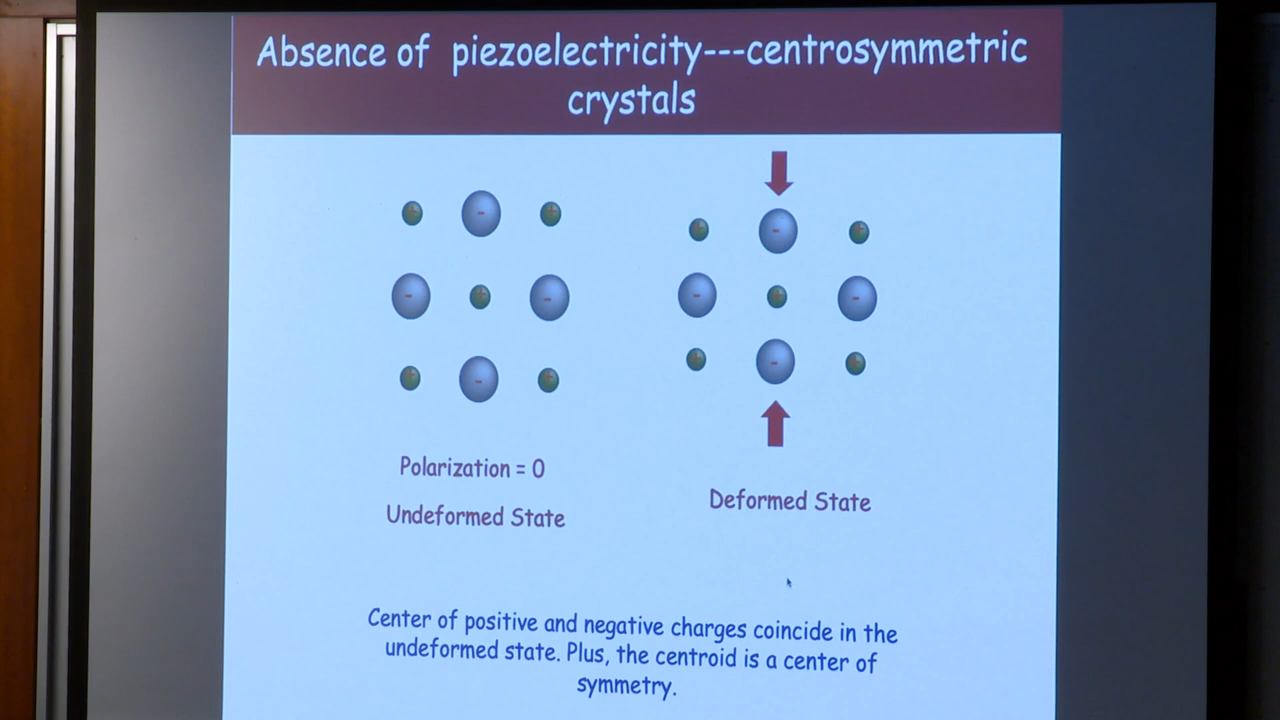 Absence of piezoelectricity---centrosymmetric
crystals
+ - +
- + -
+ - +
- 
+ +
- + -
+ - +
Polarization = 0
Undeformed State
Deformed State
Center of positive and negative charges coincide in the
undeformed state. Plus, the centroid is a center of
symmetry.